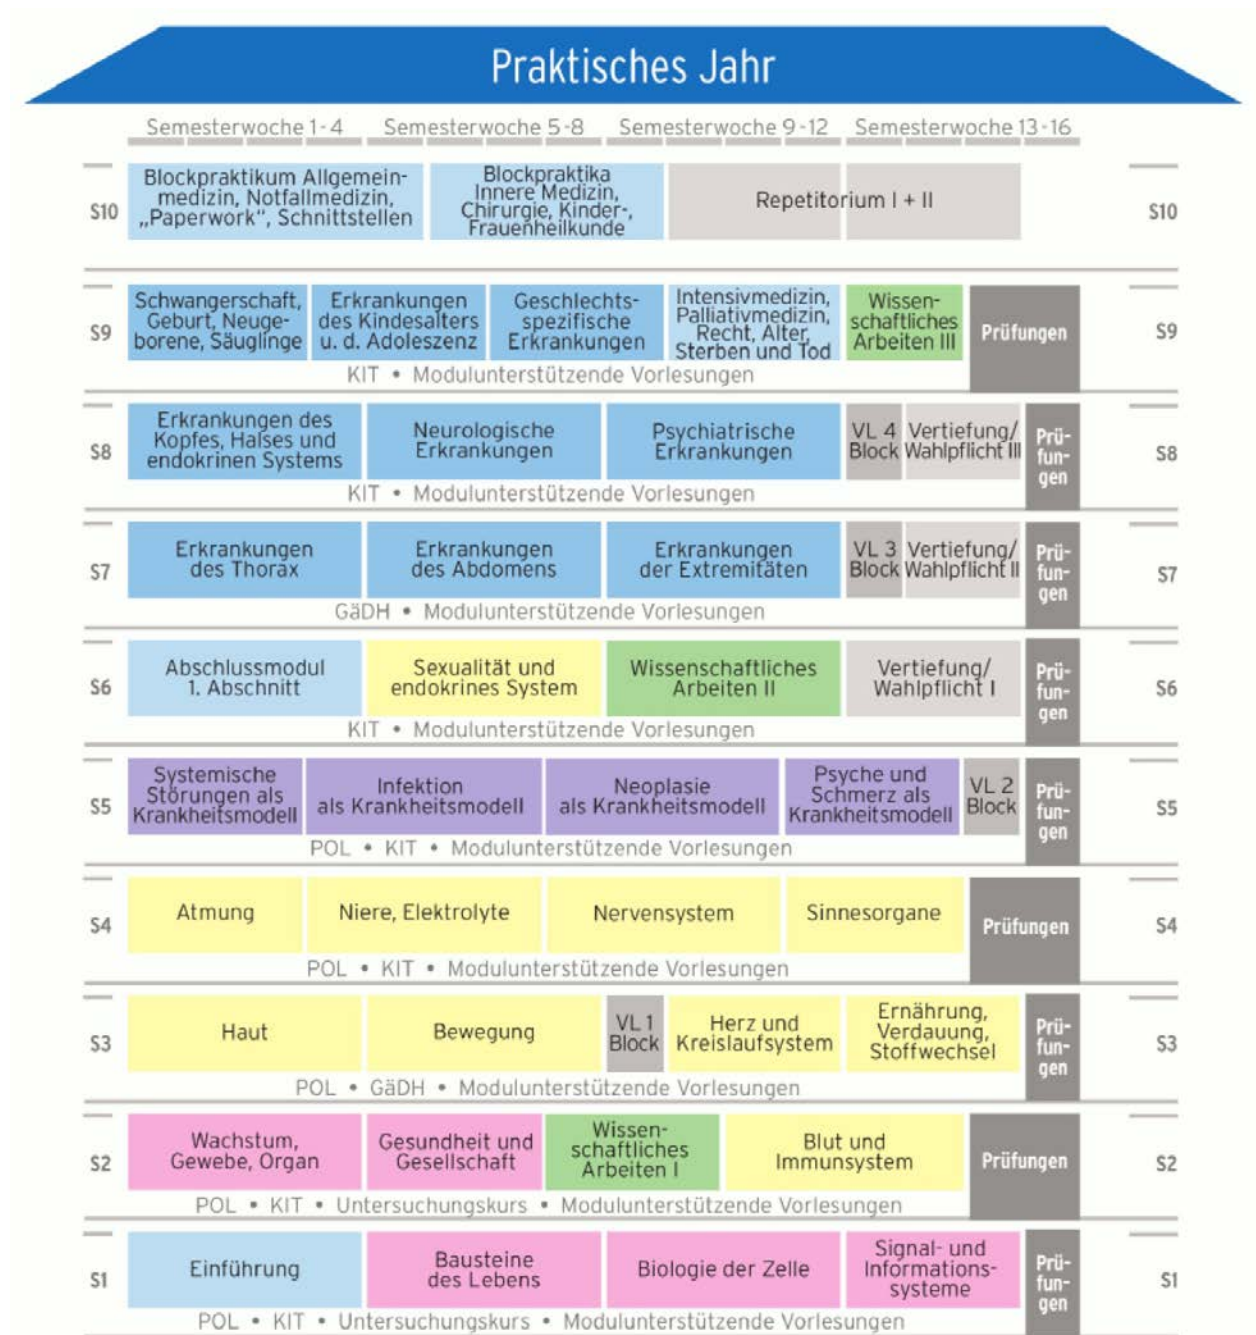 Praktisches Jahr
Semesterwoche 1-4
Semesterwoche 5-8
Semesterwoche 9-12
Semesterwoche 13-16
S10
Blockpraktikum Allgemein-
medizin, Notfallmedizin,
„Paperwork“, Schnittstellen
Blockpraktika
Innere Medizin,
Chirurgie, Kinder-,
Frauenheilkunde
Repetitorium I + II
S10
S9
Schwangerschaft,
Geburt, Neuge-
borene, Säuglinge
Erkrankungen
des Kindesalters
u. d. Adoleszenz
Geschlechts-
spezifische
Erkrankungen
Intensivmedizin,
Palliativmedizin,
Recht, Alter,
Sterben und Tod
Wissen-
schaftliches
Arbeiten III
Prüfungen
S9
KIT • Modulunterstützende Vorlesungen
S8
Erkrankungen des
Kopfes, Halses und
endokrinen Systems
Neurologische
Erkrankungen
Psychiatrische
Erkrankungen
VL 4
Block
Vertiefung/
Wahlpflicht III
Prü-
fun-
gen
S8
KIT • Modulunterstützende Vorlesungen
S7
Erkrankungen
des Thorax
Erkrankungen
des Abdomens
Erkrankungen
der Extremitäten
VL 3
Block
Vertiefung/
Wahlpflicht II
Prü-
fun-
gen
S7
GäDH • Modulunterstützende Vorlesungen
S6
Abschlussmodul
1. Abschnitt
Sexualität und
endokrines System
Wissenschaftliches
Arbeiten II
Vertiefung/
Wahlpflicht I
Prü-
fun-
gen
S6
KIT • Modulunterstützende Vorlesungen
S5
Systemische
Störungen als
Krankheitsmodell
Infektion
als Krankheitsmodell
Neoplasie
als Krankheitsmodell
Psyche und
Schmerz als
Krankheitsmodell
VL 2
Block
Prü-
fun-
gen
S5
POL • KIT • Modulunterstützende Vorlesungen
S4
Atmung
Niere, Elektrolyte
Nervensystem
Sinnesorgane
Prüfungen
S4
POL • KIT • Modulunterstützende Vorlesungen
S3
Haut
Bewegung
VL 1
Block
Herz und
Kreislaufsystem
Ernährung,
Verdauung,
Stoffwechsel
Prü-
fun-
gen
S3
POL • GäDH • Modulunterstützende Vorlesungen
S2
Wachstum,
Gewebe, Organ
Gesundheit und
Gesellschaft
Wissen-
schaftliches
Arbeiten I
Blut und
Immunsystem
Prüfungen
S2
POL • KIT • Untersuchungskurs • Modulunterstützende Vorlesungen
S1
Einführung
Bausteine
des Lebens
Biologie der Zelle
Signal- und
Informations-
systeme
Prü-
fun-
gen
S1
POL • KIT • Untersuchungskurs • Modulunterstützende Vorlesungen